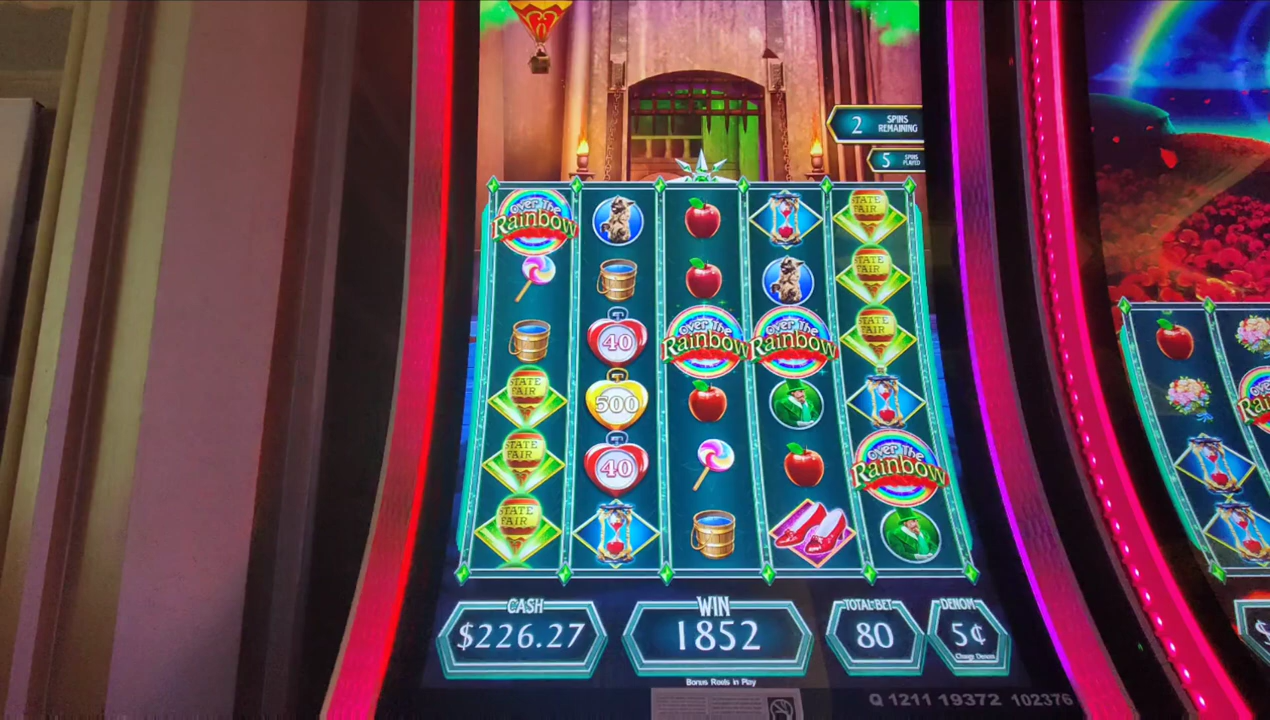 2 SPINS REMAINING
5 SPINS PLAYED
OVER THE Rainbow
STATE FAIR
STATE FAIR
40
OVER THE Rainbow
OVER THE Rainbow
STATE FAIR
STATE FAIR
500
STATE FAIR
40
OVER THE Rainbow
STATE FAIR
CASH
$226.27
WIN
1852
TOTAL BET
80
DENOM
5¢
Change Denom
Bonus Reels in Play
Q 1211 19372 102376